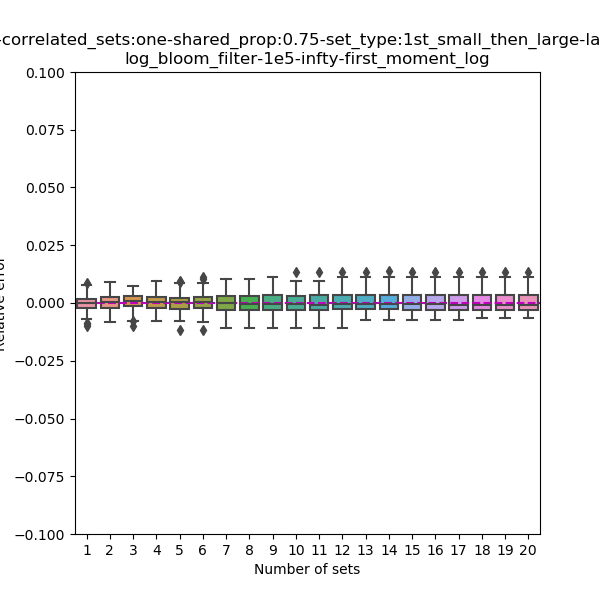 -correlated_sets:one-shared_prop:0.75-set_type:1st_small_then_large-la
log_bloom_filter-1e5-infty-first_moment_log
0.100
0.075
0.050
0.025
0.000
−0.025
−0.050
−0.075
−0.100
Relative error
1 2 3 4 5 6 7 8 9 10 11 12 13 14 15 16 17 18 19 20
Number of sets